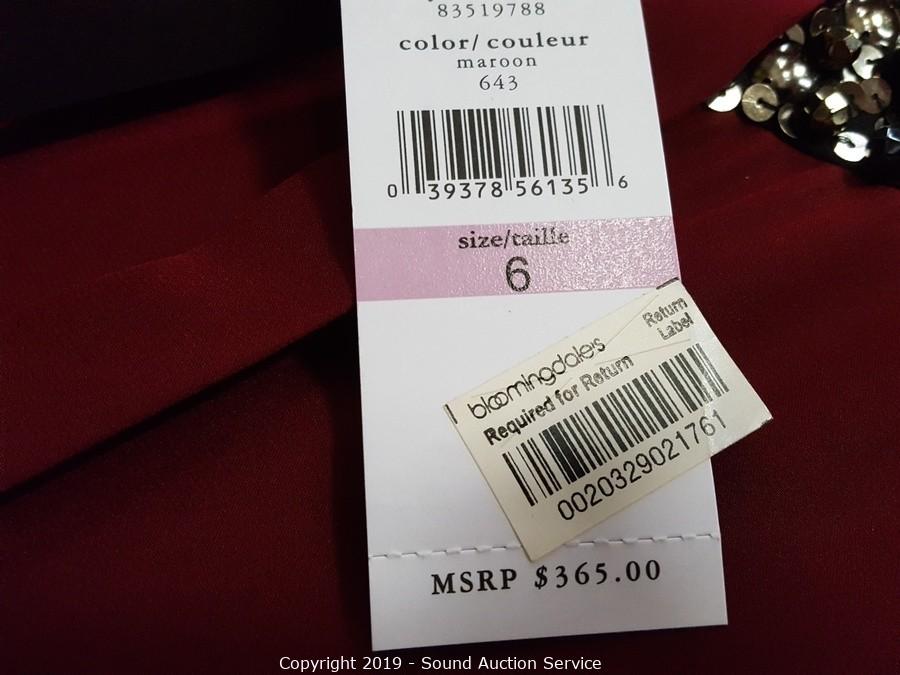 83519788
color/ couleur
maroon
643
0 39378 56135 6
size/taille
6
bloomingdale's
Return
Label
Required for Return
0020329021761
MSRP $365.00
Copyright 2019 - Sound Auction Service